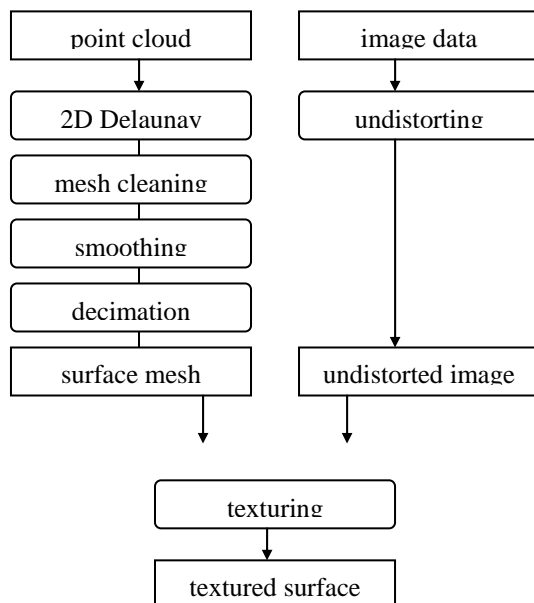 point cloud
image data
2D Delaunay
undistorting
mesh cleaning
smoothing
decimation
surface mesh
undistorted image
texturing
textured surface